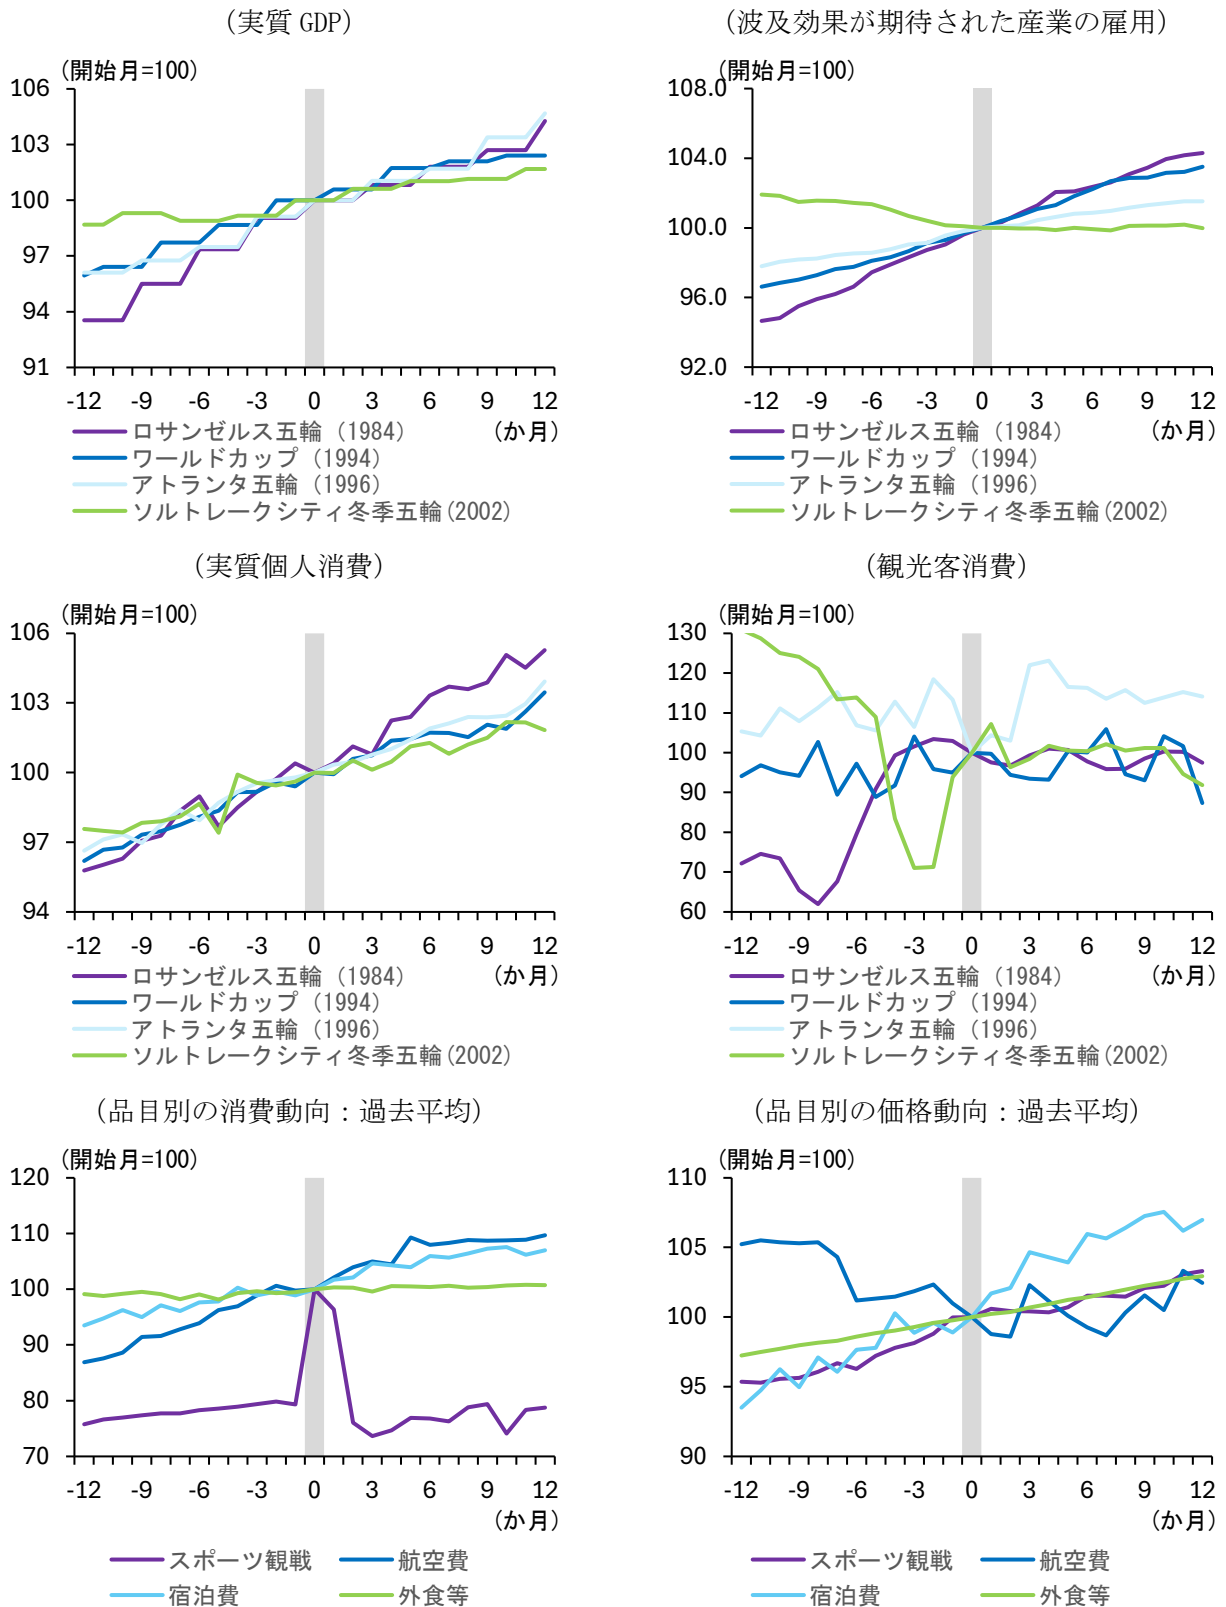 (実質 GDP)
(開始月=100)
106
103
100
97
94
91
-12 -9 -6 -3 0 3 6 9 12
(か月)
ロサンゼルス五輪 (1984)
ワールドカップ (1994)
アトランタ五輪 (1996)
ソルトレークシティ冬季五輪(2002)
(波及効果が期待された産業の雇用)
(開始月=100)
108.0
104.0
100.0
96.0
92.0
-12 -9 -6 -3 0 3 6 9 12
(か月)
ロサンゼルス五輪 (1984)
ワールドカップ (1994)
アトランタ五輪 (1996)
ソルトレークシティ冬季五輪(2002)
(実質個人消費)
(開始月=100)
106
103
100
97
94
-12 -9 -6 -3 0 3 6 9 12
(か月)
ロサンゼルス五輪 (1984)
ワールドカップ (1994)
アトランタ五輪 (1996)
ソルトレークシティ冬季五輪(2002)
(観光客消費)
(開始月=100)
130
120
110
100
90
80
70
60
-12 -9 -6 -3 0 3 6 9 12
(か月)
ロサンゼルス五輪 (1984)
ワールドカップ (1994)
アトランタ五輪 (1996)
ソルトレークシティ冬季五輪(2002)
(品目別の消費動向：過去平均)
(開始月=100)
120
110
100
90
80
70
-12 -9 -6 -3 0 3 6 9 12
(か月)
スポーツ観戦 航空費
宿泊費 外食等
(品目別の価格動向：過去平均)
(開始月=100)
110
105
100
95
90
-12 -9 -6 -3 0 3 6 9 12
(か月)
スポーツ観戦 航空費
宿泊費 外食等